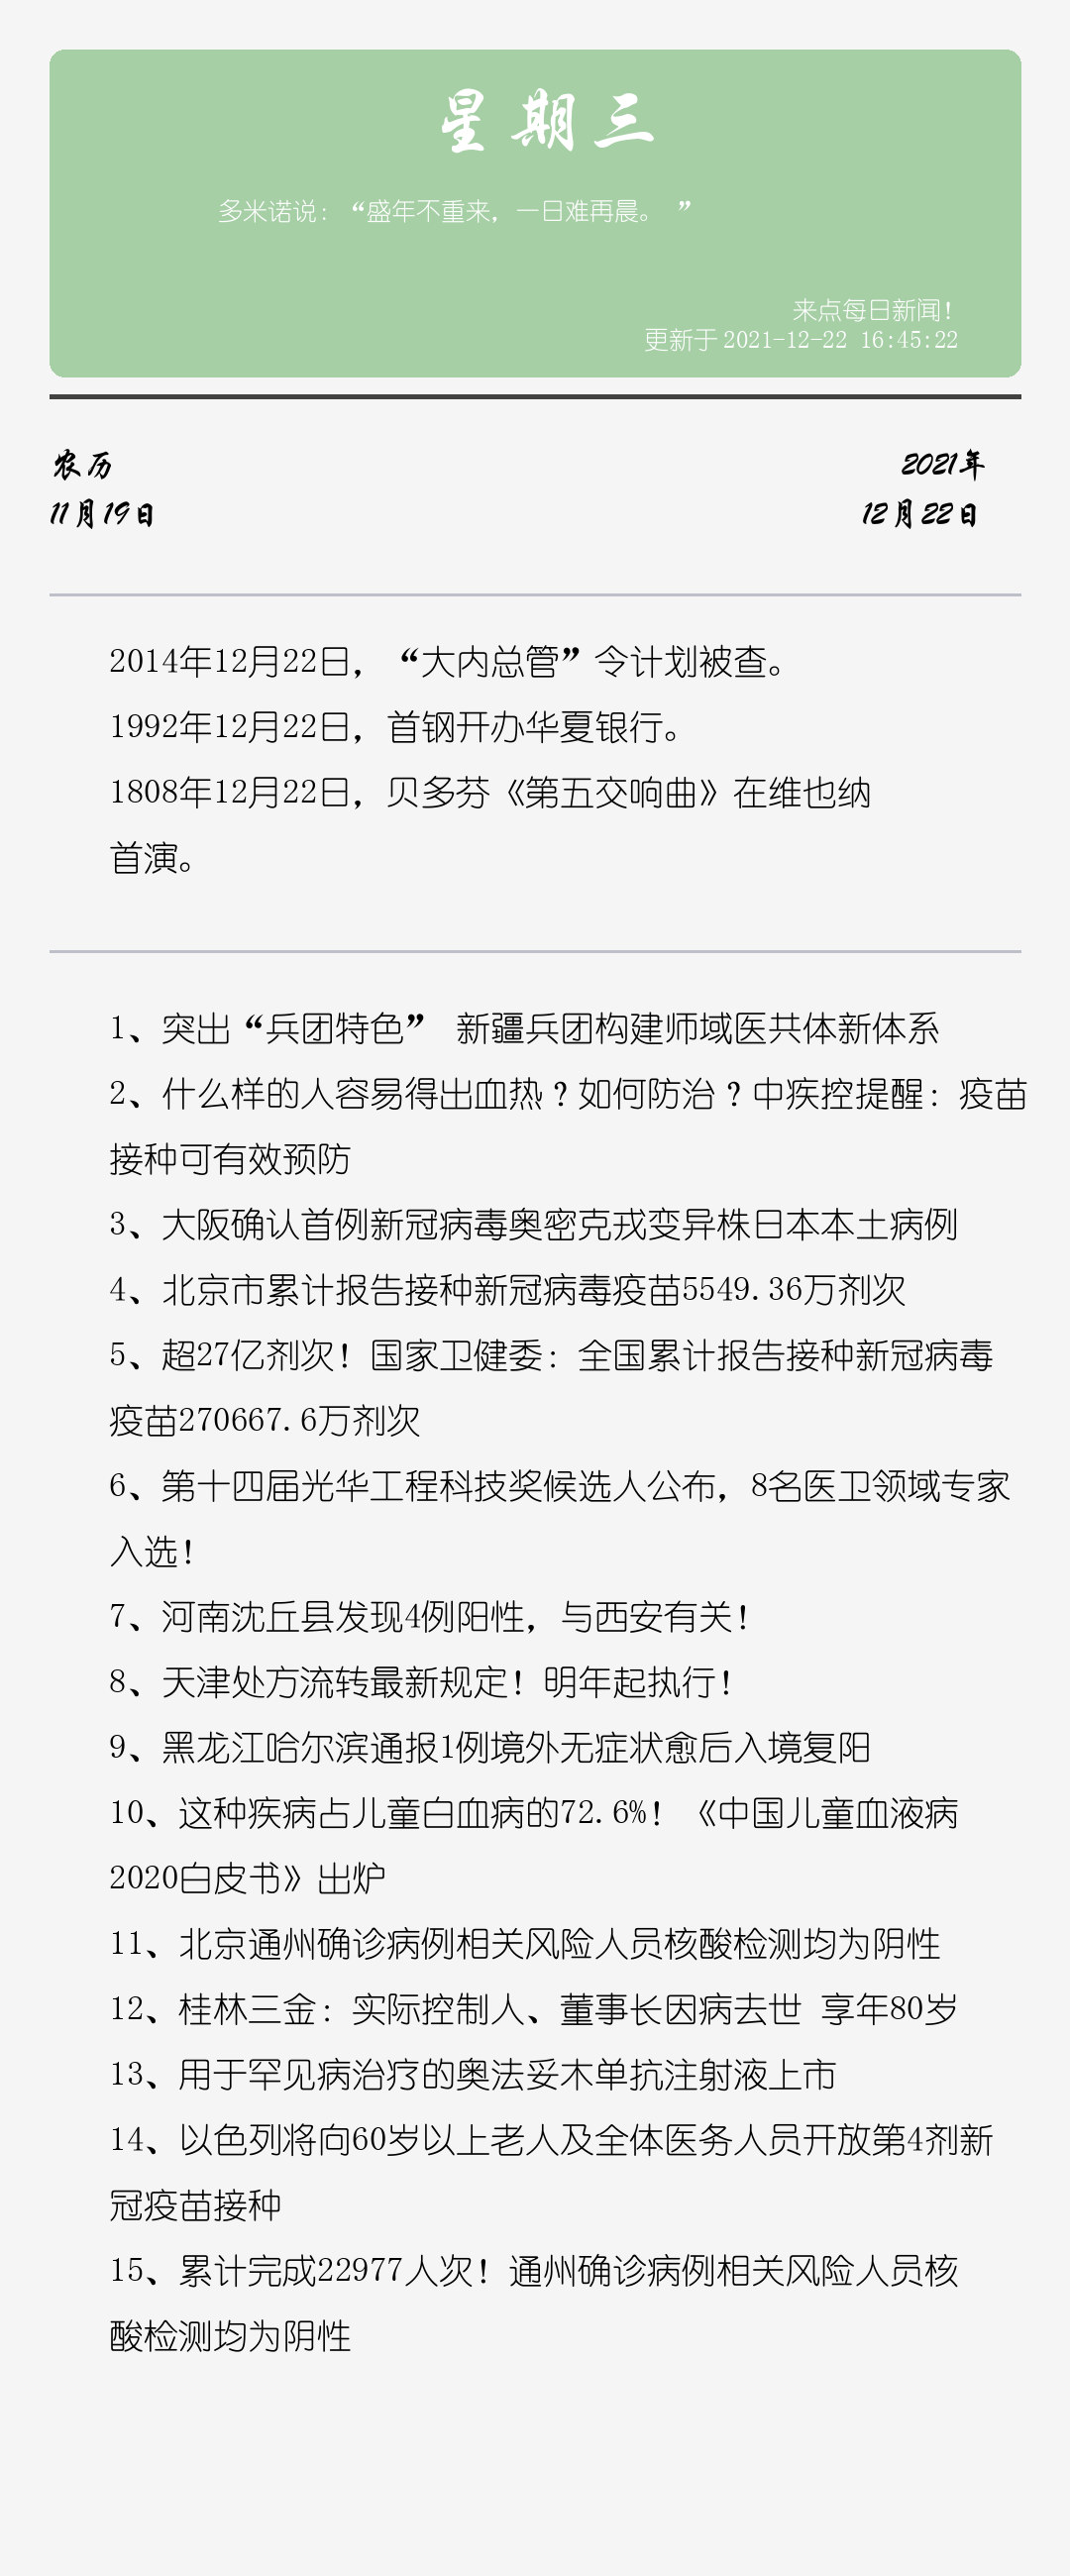 星期三
多米诺说：“盛年不重来，一日难再晨。 ”
来点每日新闻！
更新于 2021-12-22 16:45:22
农历
2021年
11月19日
12月22日
2014年12月22日，“大内总管”令计划被查。
1992年12月22日，首钢开办华夏银行。
1808年12月22日，贝多芬《第五交响曲》在维也纳
首演。
1、突出“兵团特色” 新疆兵团构建师域医共体新体系
2、什么样的人容易得出血热？如何防治？中疾控提醒：疫苗
接种可有效预防
3、大阪确认首例新冠病毒奥密克戎变异株日本本土病例
4、北京市累计报告接种新冠病毒疫苗5549.36万剂次
5、超27亿剂次！国家卫健委：全国累计报告接种新冠病毒
疫苗270667.6万剂次
6、第十四届光华工程科技奖候选人公布，8名医卫领域专家
入选！
7、河南沈丘县发现4例阳性，与西安有关！
8、天津处方流转最新规定！明年起执行！
9、黑龙江哈尔滨通报1例境外无症状愈后入境复阳
10、这种疾病占儿童白血病的72.6%！《中国儿童血液病
2020白皮书》出炉
11、北京通州确诊病例相关风险人员核酸检测均为阴性
12、桂林三金：实际控制人、董事长因病去世 享年80岁
13、用于罕见病治疗的奥法妥木单抗注射液上市
14、以色列将向60岁以上老人及全体医务人员开放第4剂新
冠疫苗接种
15、累计完成22977人次！通州确诊病例相关风险人员核
酸检测均为阴性